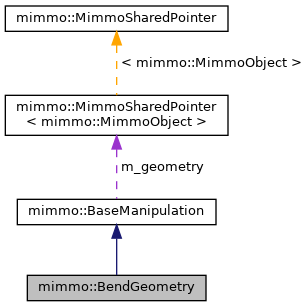 mimmo::MimmoSharedPointer
< mimmo::MimmoObject >
mimmo::MimmoSharedPointer
< mimmo::MimmoObject >
m_geometry
mimmo::BaseManipulation
mimmo::BendGeometry